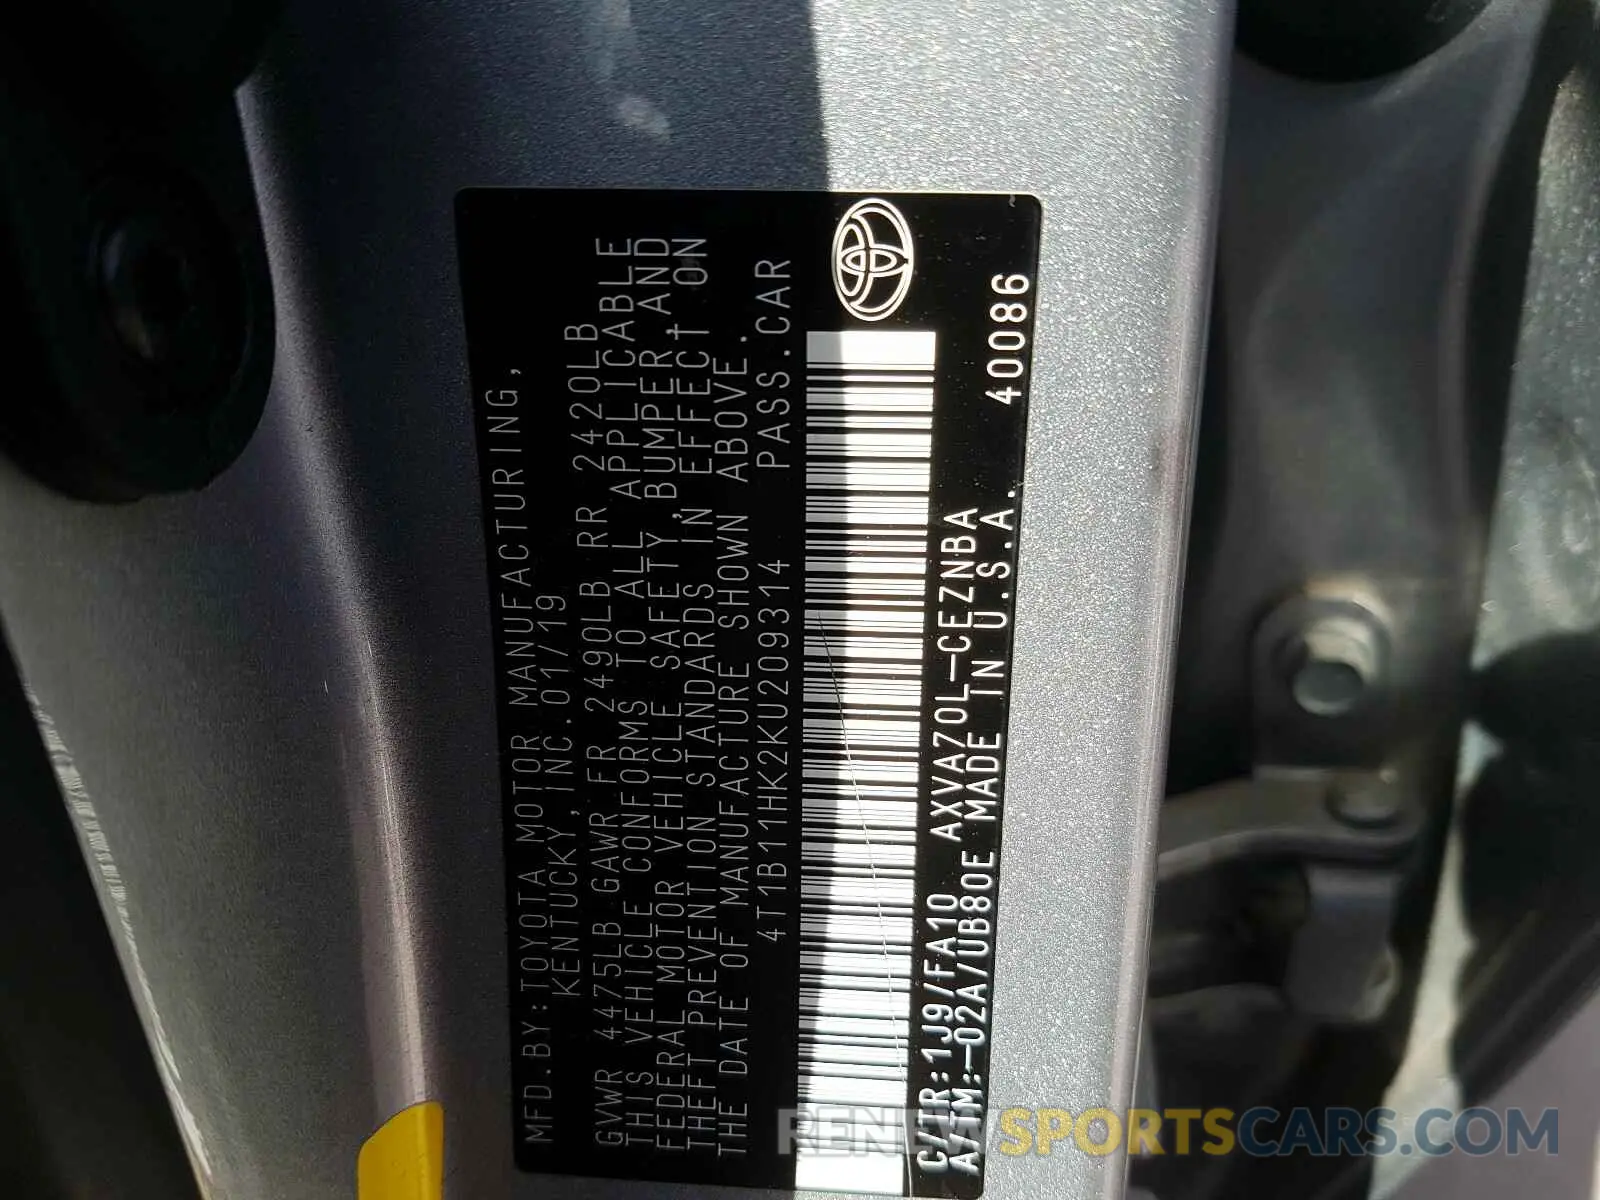 MFD.BY:TOYOTA MOTOR MANUFACTURING,
KENTUCKY,INC.01/19
GVWR 4475LB GAWR FR 2490LB RR 2420LB
THIS VEHICLE CONFORMS TO ALL APPLICABLE
FEDERAL MOTOR VEHICLE SAFETY,BUMPER,AND
THEFT PREVENTION STANDARDS IN EFFECT ON
THE DATE OF MANUFACTURE SHOWN ABOVE.
4T1B11HK2KU209314 PASS.CAR
C/TR:1J9/FA10 AXVA70L-CEZNBA 40086
A/TM:-02A/UB80E MADE IN U.S.A.
RENEWSPORTSCARS.COM